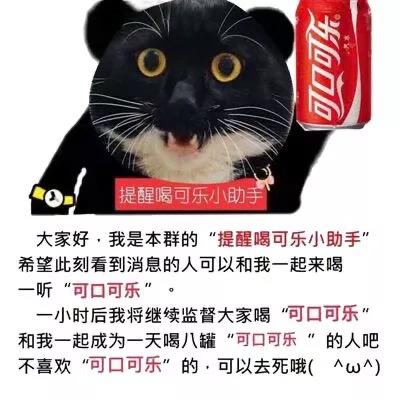 可口可乐
提醒喝可乐小助手
大家好，我是本群的“提醒喝可乐小助手”
希望此刻看到消息的人可以和我一起来喝
一听“可口可乐”。
一小时后我将继续监督大家喝“可口可乐”
和我一起成为一天喝八罐“可口可乐”的人吧
不喜欢“可口可乐”的，可以去死哦( ^ω^)